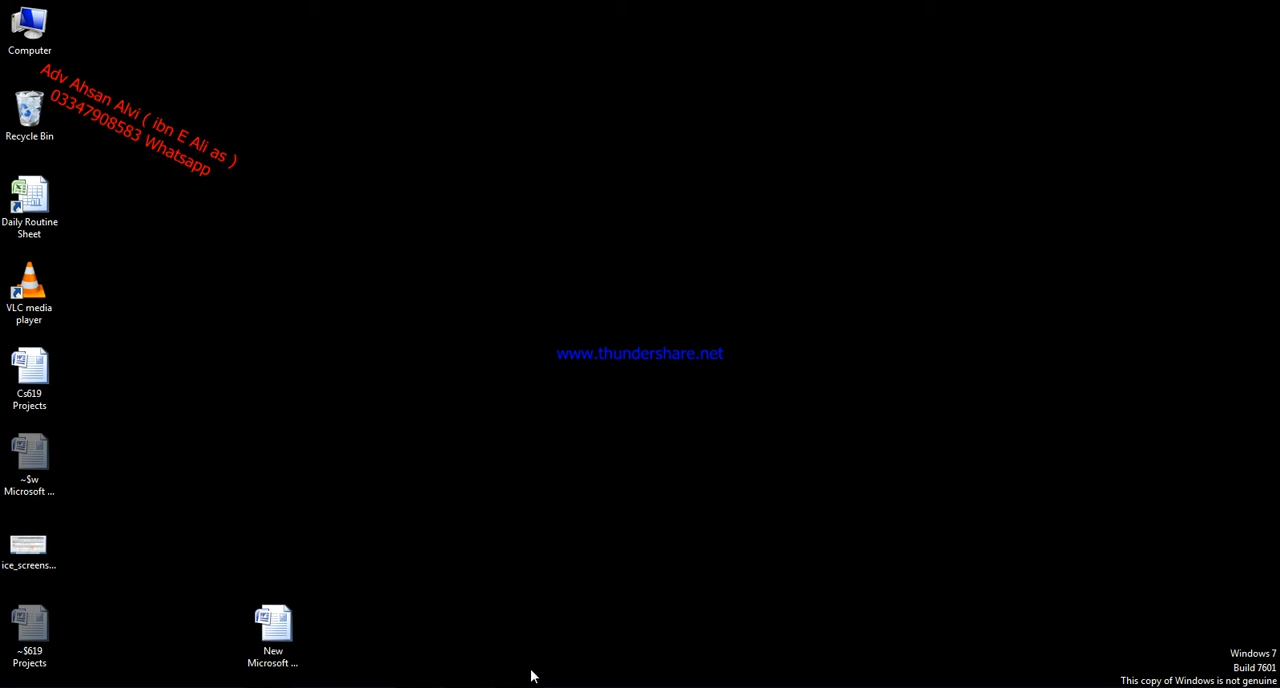 Computer
Adv Ahsan Alvi ( ibn E Ali as )
03347908583 Whatsapp
Recycle Bin
Daily Routine
Sheet
VLC media
player
www.thundershare.net
Cs619
Projects
~$w
Microsoft ...
ice_screens...
~$619
Projects
New
Microsoft ...
Windows 7
Build 7601
This copy of Windows is not genuine